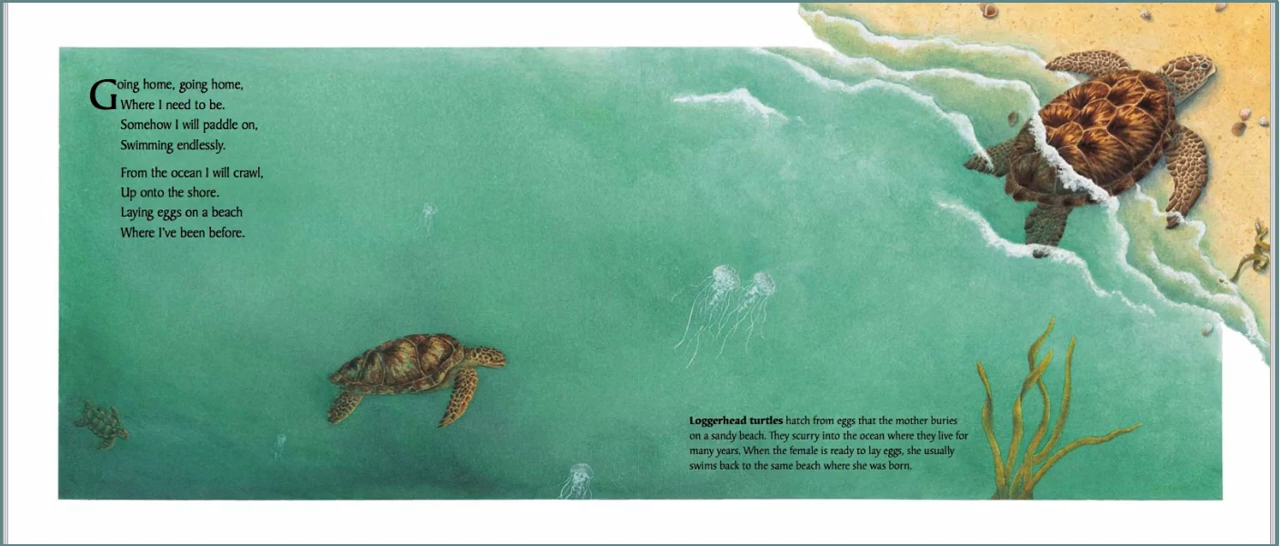 Going home, going home,
Where I need to be.
Somehow I will paddle on,
Swimming endlessly.
From the ocean I will crawl,
Up onto the shore.
Laying eggs on a beach
Where I've been before.
Loggerhead turtles hatch from eggs that the mother buries
on a sandy beach. They scurry into the ocean where they live for
many years. When the female is ready to lay eggs, she usually
swims back to the same beach where she was born.